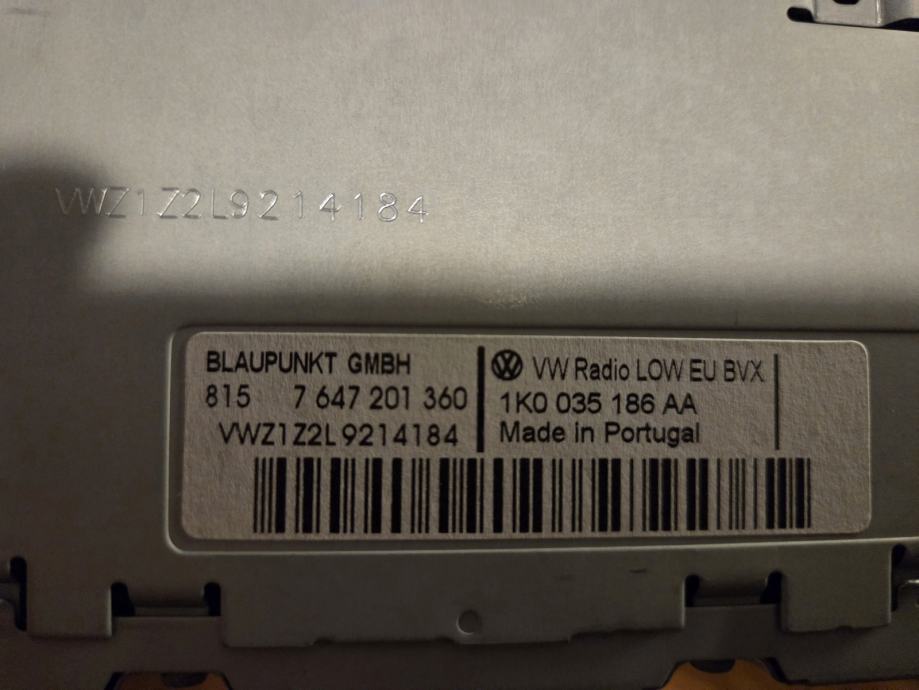 VWZ1Z2L9214184
BLAUPUNKT GMBH
815 7 647 201 360
VWZ1Z2L9214184
VW Radio LOW EU BVX
1K0 035 186 AA
Made in Portugal